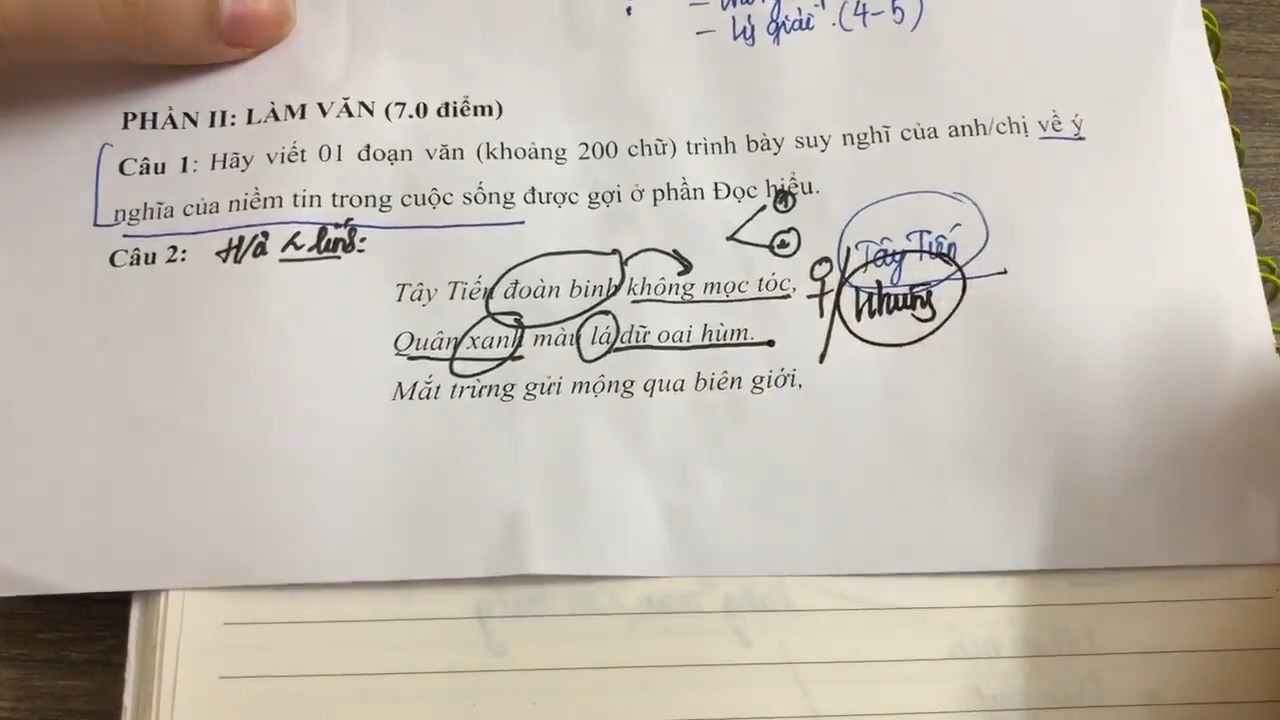 – Lý giải (4-5)
PHẦN II: LÀM VĂN (7.0 điểm)
Câu 1: Hãy viết 01 đoạn văn (khoảng 200 chữ) trình bày suy nghĩ của anh/chị về ý
nghĩa của niềm tin trong cuộc sống được gợi ở phần Đọc hiểu.
Câu 2:
Tây Tiến
Tây Tiến đoàn binh không mọc tóc,
Nhưng
Quân xanh màu lá dữ oai hùm.
Mắt trừng gửi mộng qua biên giới,